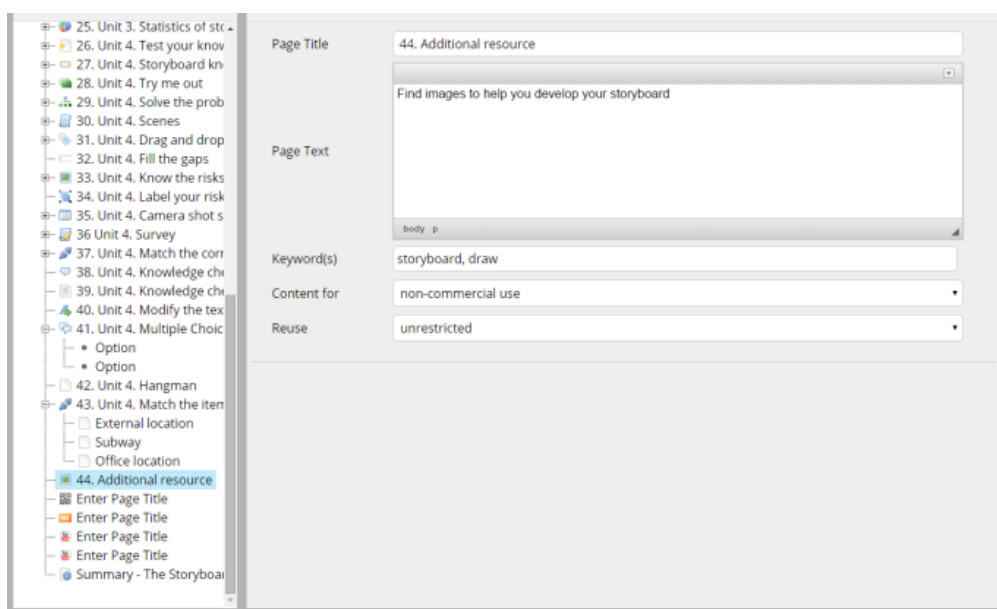 25. Unit 3. Statistics of stc
26. Unit 4. Test your know
27. Unit 4. Storyboard kn
28. Unit 4. Try me out
29. Unit 4. Solve the prob
30. Unit 4. Scenes
31. Unit 4. Drag and drop
32. Unit 4. Fill the gaps
33. Unit 4. Know the risks
34. Unit 4. Label your risk
35. Unit 4. Camera shot s
36 Unit 4. Survey
37. Unit 4. Match the corr
38. Unit 4. Knowledge che
39. Unit 4. Knowledge che
40. Unit 4. Modify the tex
41. Unit 4. Multiple Choic
Option
Option
42. Unit 4. Hangman
43. Unit 4. Match the item
External location
Subway
Office location
44. Additional resource
Enter Page Title
Enter Page Title
Enter Page Title
Enter Page Title
Summary - The Storyboar
Page Title
44. Additional resource
Page Text
Find images to help you develop your storyboard
body p
Keyword(s)
storyboard, draw
Content for
non-commercial use
Reuse
unrestricted